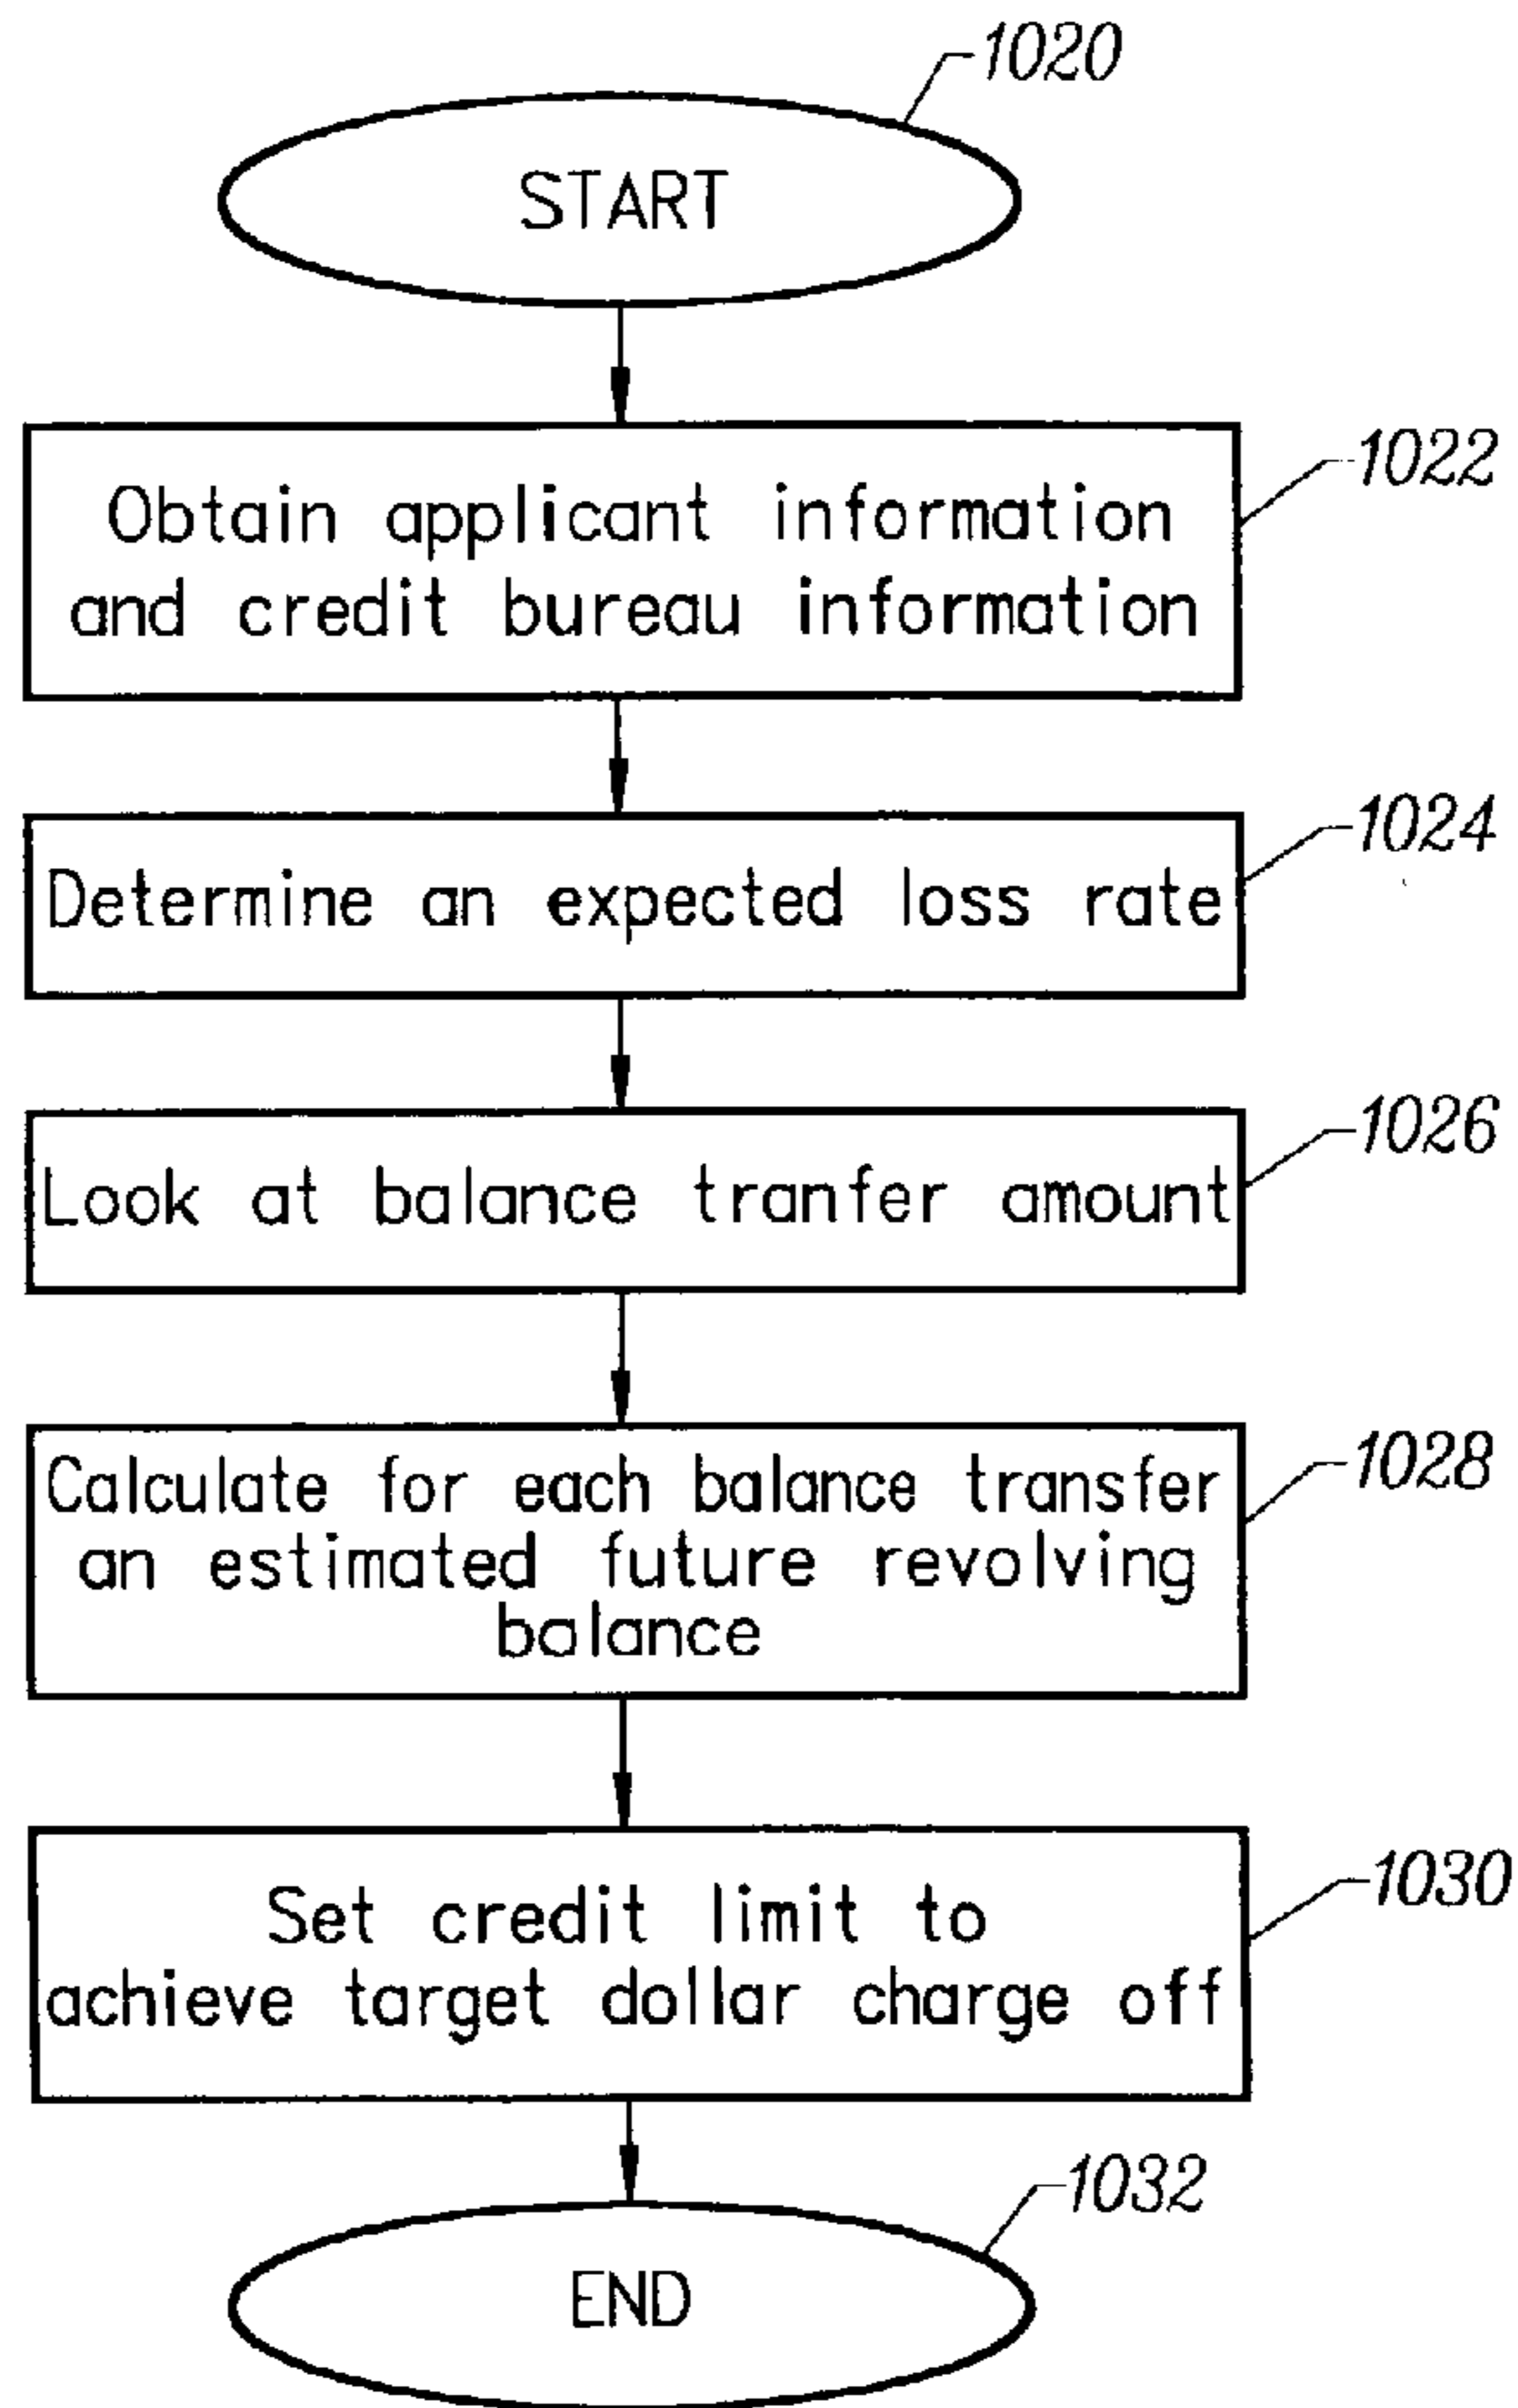 1020
START
1022
Obtain applicant information
and credit bureau information
1024
Determine an expected loss rate
1026
Look at balance tranfer amount
1028
Calculate for each balance transfer
an estimated future revolving
balance
1030
Set credit limit to
achieve target dollar charge off
1032
END